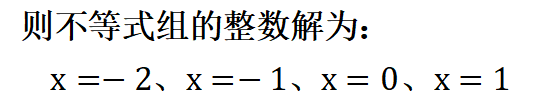 则不等式组的整数解为：
x =− 2、x =− 1、x = 0、x = 1